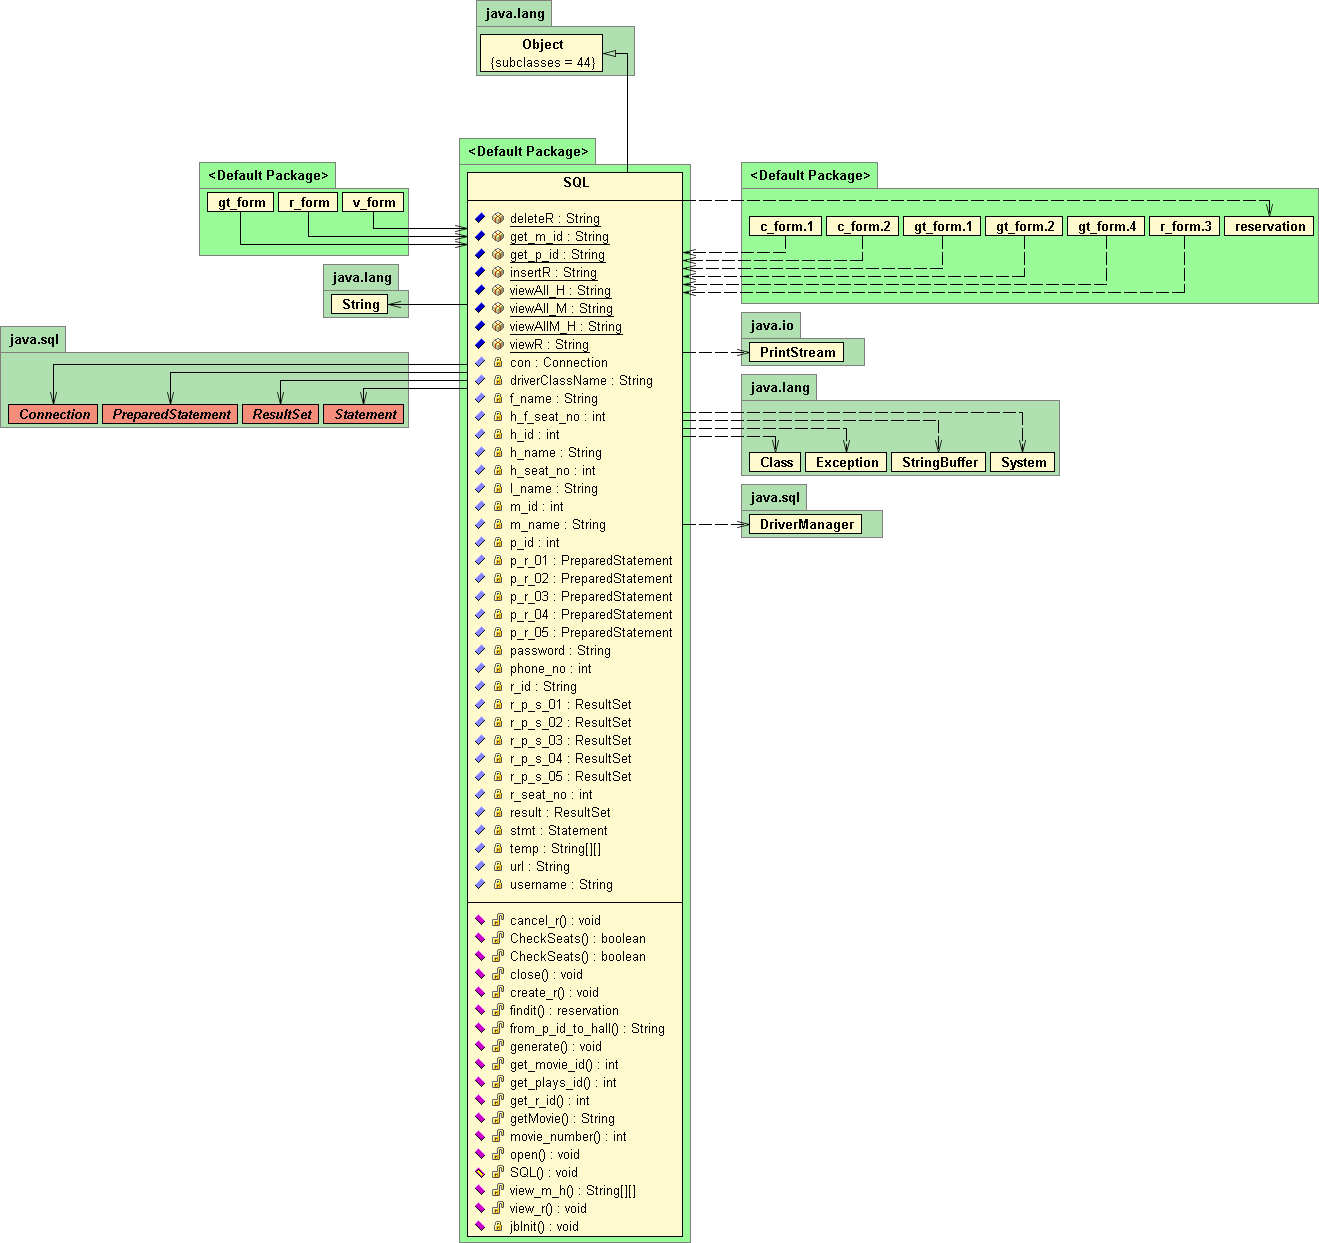 java.lang
Object
{subclasses = 44}
<Default Package>
gt_form
r_form
v_form
java.lang
String
java.sql
Connection
PreparedStatement
ResultSet
Statement
<Default Package>
SQL
deleteR : String
get_m_id : String
get_p_id : String
insertR : String
viewAll_H : String
viewAll_M : String
viewAllM_H : String
viewR : String
con : Connection
driverClassName : String
f_name : String
h_f_seat_no : int
h_id : int
h_name : String
h_seat_no : int
l_name : String
m_id : int
m_name : String
p_id : int
p_r_01 : PreparedStatement
p_r_02 : PreparedStatement
p_r_03 : PreparedStatement
p_r_04 : PreparedStatement
p_r_05 : PreparedStatement
password : String
phone_no : int
r_id : String
r_p_s_01 : ResultSet
r_p_s_02 : ResultSet
r_p_s_03 : ResultSet
r_p_s_04 : ResultSet
r_p_s_05 : ResultSet
r_seat_no : int
result : ResultSet
stmt : Statement
temp : String[][]
url : String
username : String
cancel_r() : void
CheckSeats() : boolean
CheckSeats() : boolean
close() : void
create_r() : void
findit() : reservation
from_p_id_to_hall() : String
generate() : void
get_movie_id() : int
get_plays_id() : int
get_r_id() : int
getMovie() : String
movie_number() : int
open() : void
SQL() : void
view_m_h() : String[][]
view_r() : void
jbInit() : void
<Default Package>
c_form.1
c_form.2
gt_form.1
gt_form.2
gt_form.4
r_form.3
reservation
java.io
PrintStream
java.lang
Class
Exception
StringBuffer
System
java.sql
DriverManager